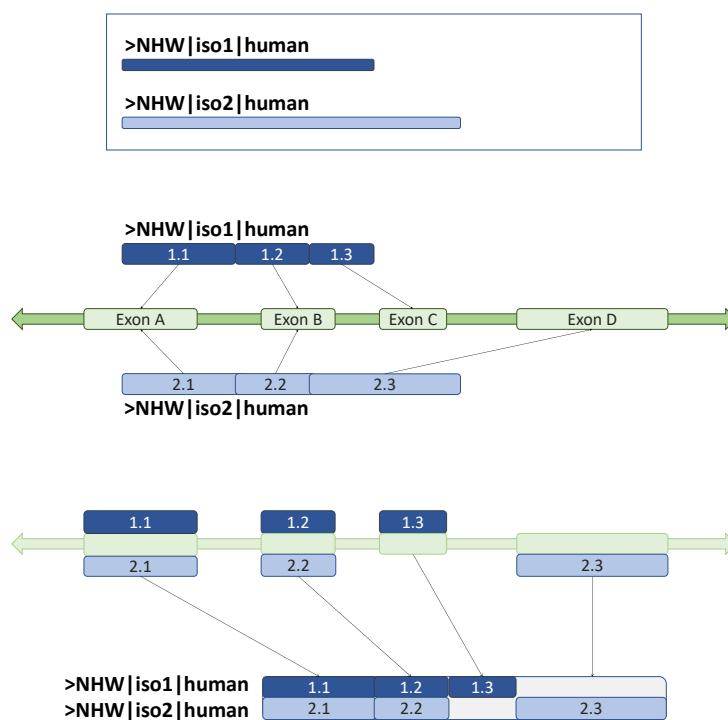 >NHW|iso1|human
>NHW|iso2|human
>NHW|iso1|human
1.1 1.2 1.3
Exon A Exon B Exon C Exon D
2.1 2.2 2.3
>NHW|iso2|human
1.1 1.2 1.3
2.1 2.2 2.3
>NHW|iso1|human 1.1 1.2 1.3
>NHW|iso2|human 2.1 2.2 2.3